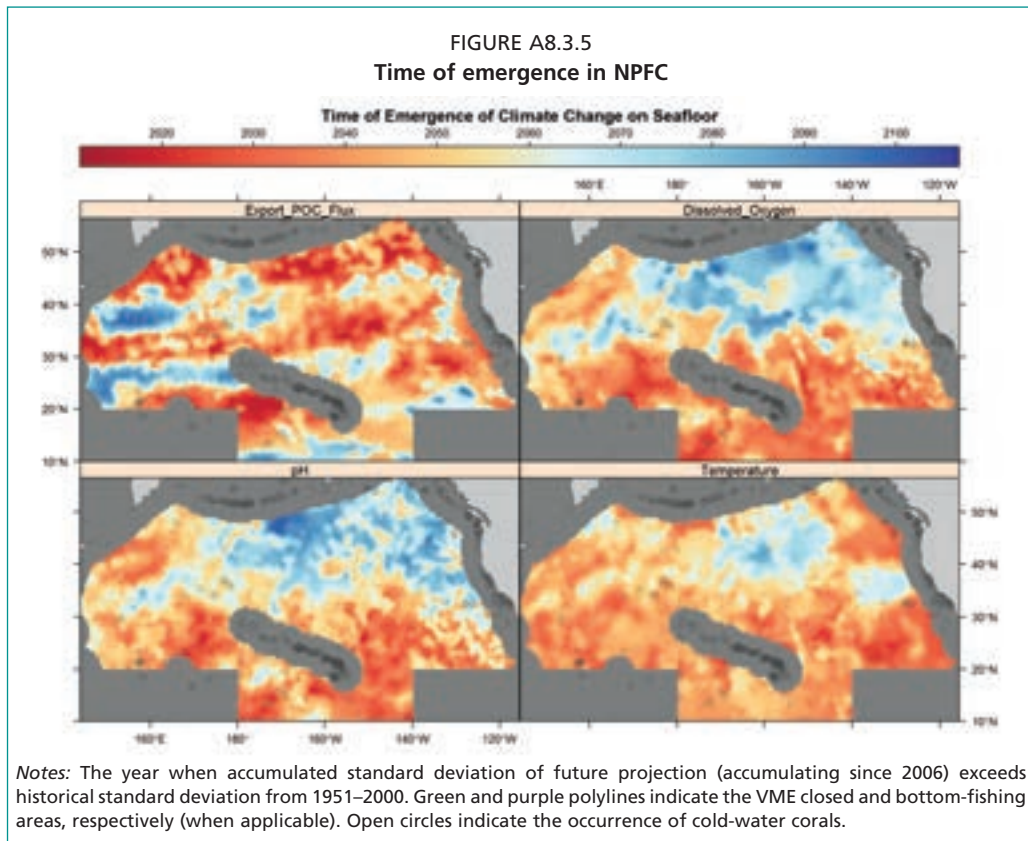 FIGURE A8.3.5
Time of emergence in NPFC
Time of Emergence of Climate Change on Seafloor
2020 2030 2040 2050 2060 2070 2080 2090 2100
160°E 180° 160°W 140°W 120°W
Export_POC_Flux Dissolved_Oxygen
50°N
40°N
30°N
20°N
10°N
pH Temperature
50°N
40°N
30°N
20°N
10°N
160°E 180° 160°W 140°W 120°W
Notes: The year when accumulated standard deviation of future projection (accumulating since 2006) exceeds
historical standard deviation from 1951–2000. Green and purple polylines indicate the VME closed and bottom-fishing
areas, respectively (when applicable). Open circles indicate the occurrence of cold-water corals.